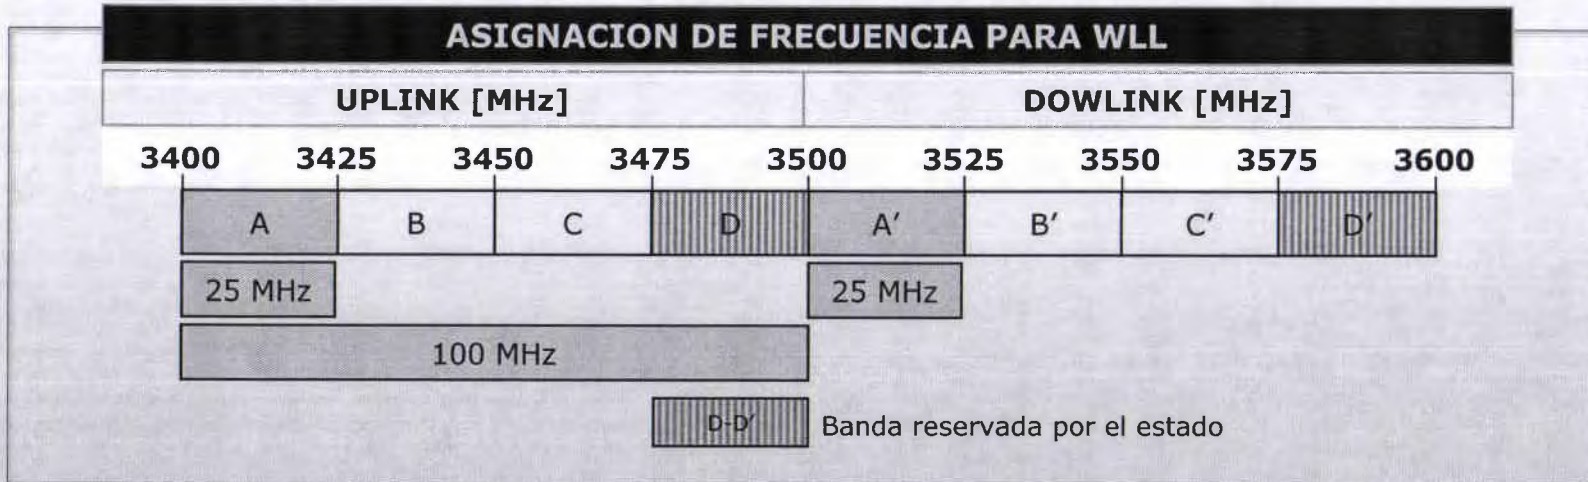 ASIGNACION DE FRECUENCIA PARA WLL
UPLINK [MHz] DOWLINK [MHz]
3400 3425 3450 3475 3500 3525 3550 3575 3600
A B C D A' B' C' D'
25 MHz 25 MHz
100 MHz
D-D' Banda reservada por el estado